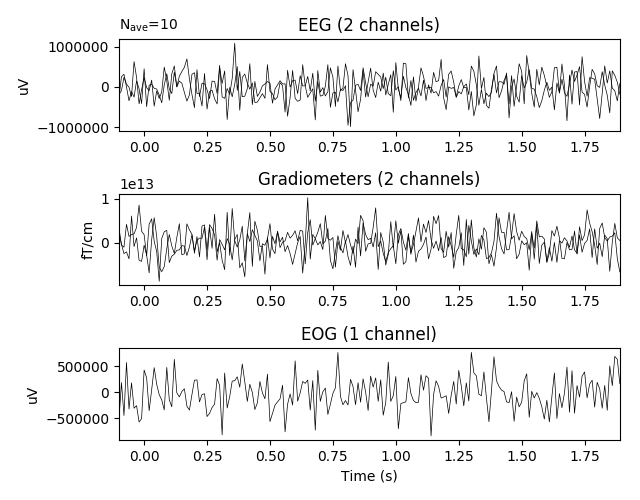 N_ave=10
EEG (2 channels)
1000000
0
−1000000
uV
0.00 0.25 0.50 0.75 1.00 1.25 1.50 1.75
1e13
Gradiometers (2 channels)
1
0
fT/cm
0.00 0.25 0.50 0.75 1.00 1.25 1.50 1.75
EOG (1 channel)
500000
0
−500000
uV
0.00 0.25 0.50 0.75 1.00 1.25 1.50 1.75
Time (s)